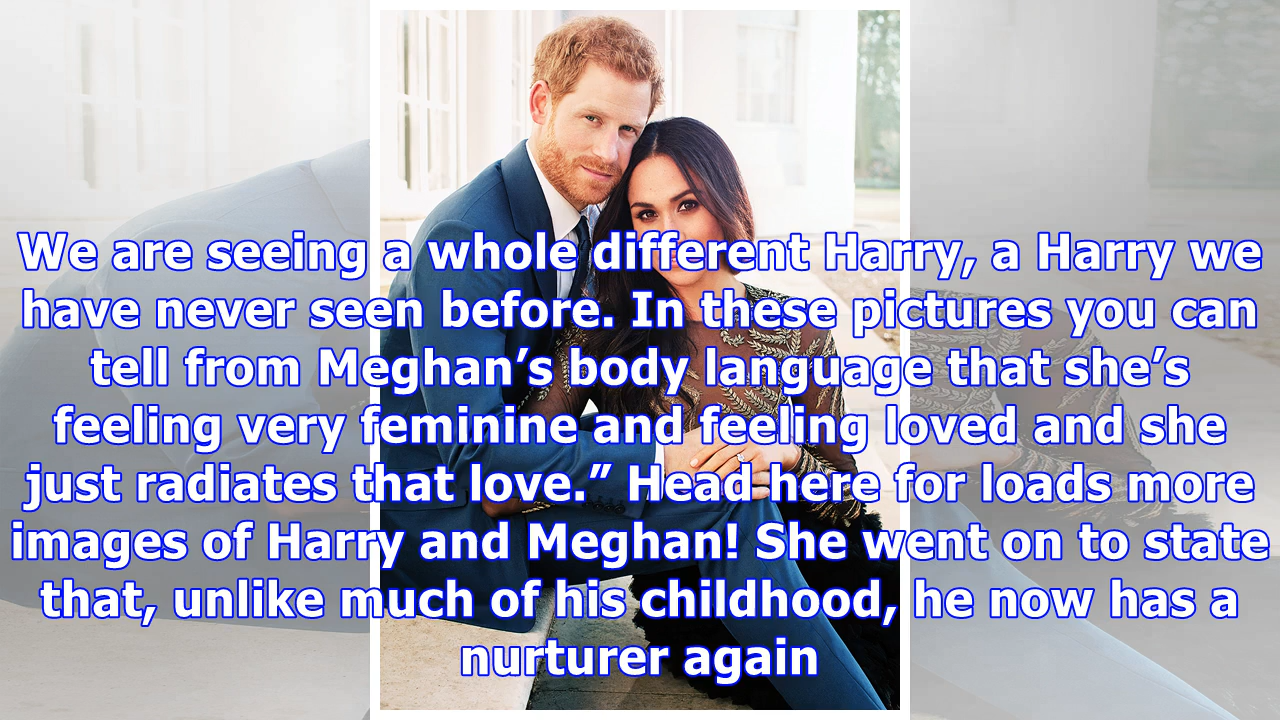 We are seeing a whole different Harry, a Harry we
have never seen before. In these pictures you can
tell from Meghan’s body language that she’s
feeling very feminine and feeling loved and she
just radiates that love.” Head here for loads more
images of Harry and Meghan! She went on to state
that, unlike much of his childhood, he now has a
nurturer again